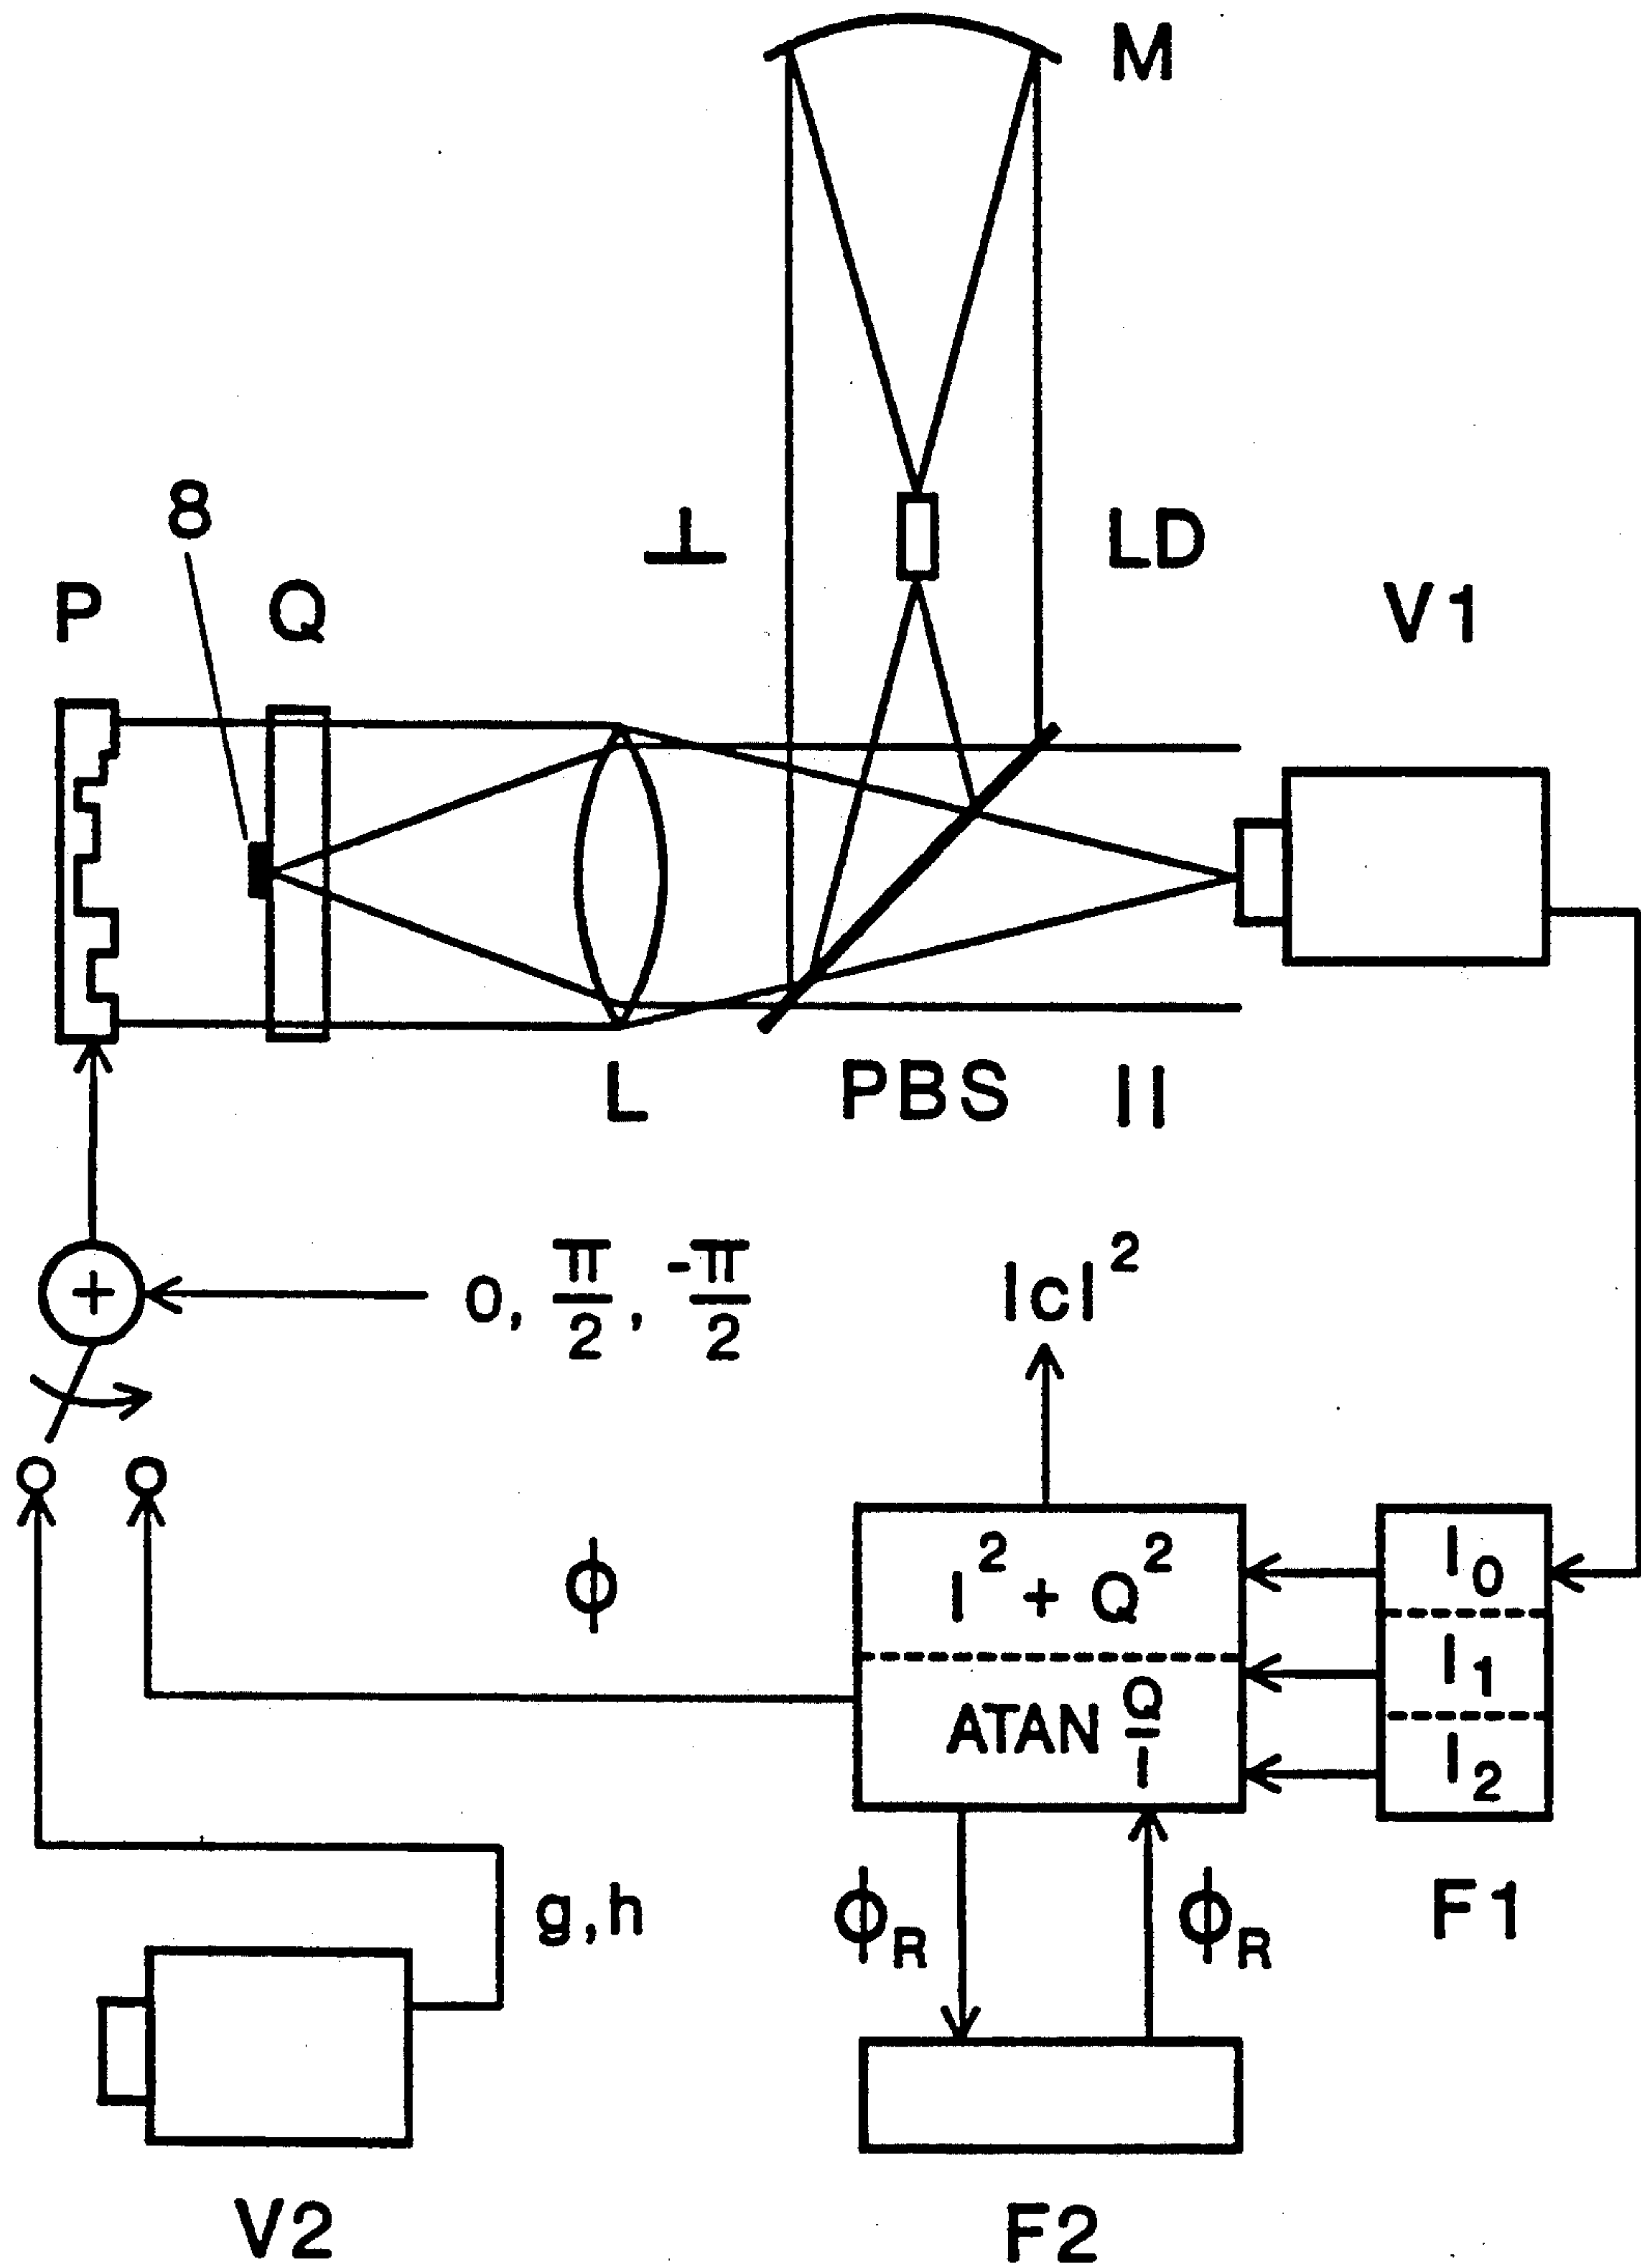 M
8
⊥
LD
P
Q
V1
L
PBS
||
0, π/2, -π/2
|c|²
+
I² + Q²
I₀
φ
I₁
ATAN Q/I
I₂
g,h
φR
φR
F1
V2
F2